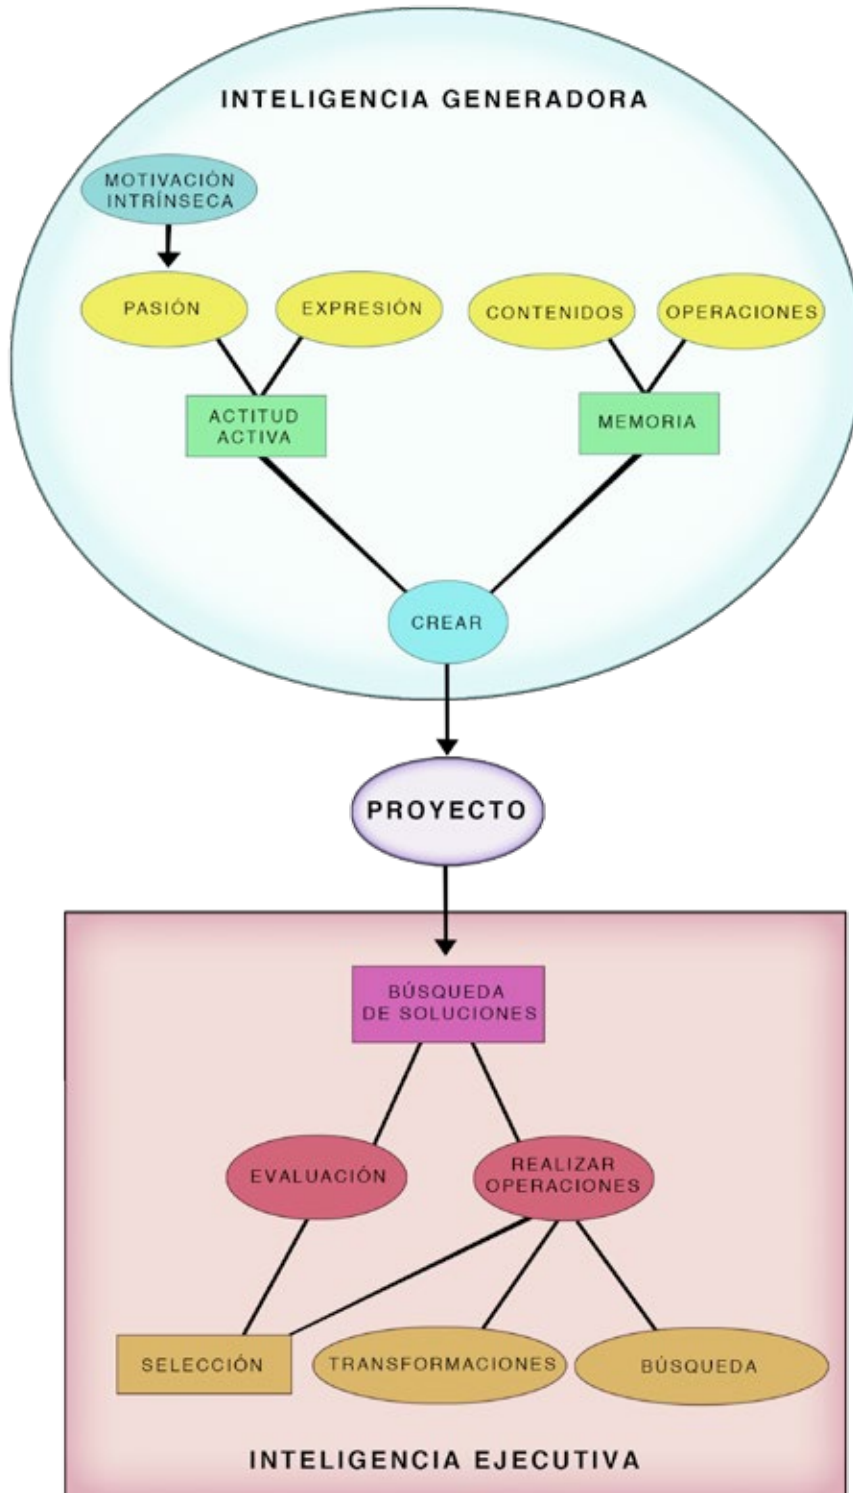 INTELIGENCIA GENERADORA
MOTIVACIÓN
INTRÍNSECA
PASIÓN
EXPRESIÓN
CONTENIDOS
OPERACIONES
ACTITUD
ACTIVA
MEMORIA
CREAR
PROYECTO
BÚSQUEDA
DE SOLUCIONES
EVALUACIÓN
REALIZAR
OPERACIONES
SELECCIÓN
TRANSFORMACIONES
BÚSQUEDA
INTELIGENCIA EJECUTIVA